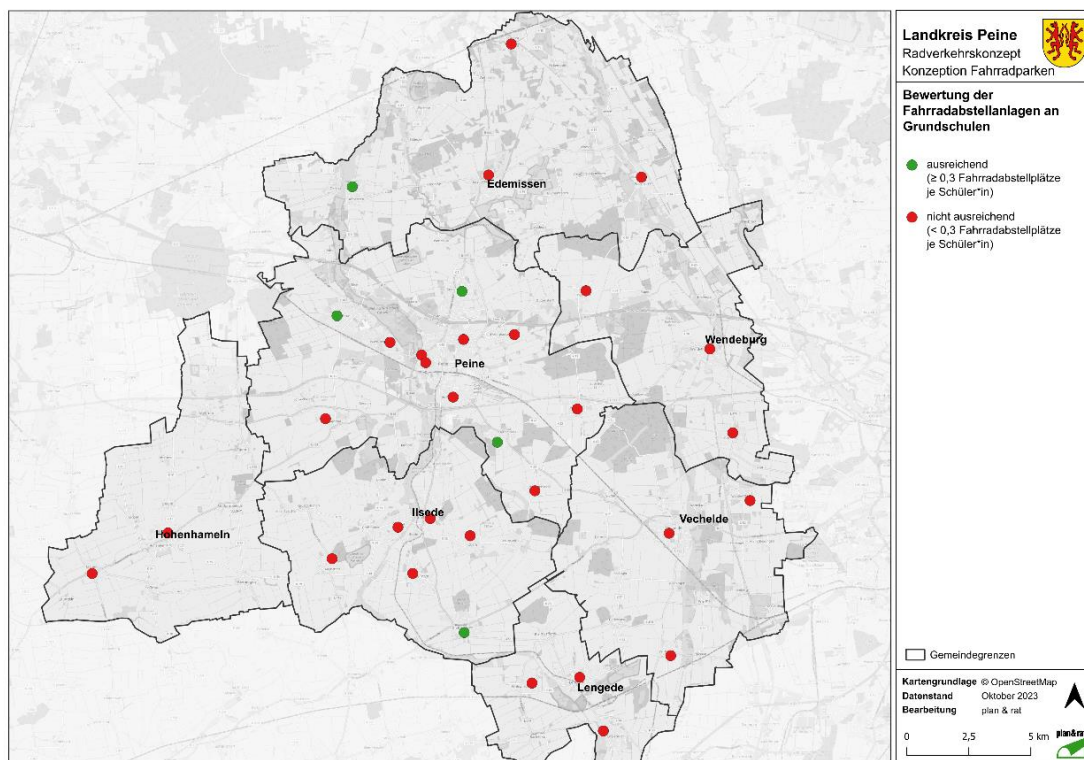 Edemissen
Wendeburg
Peine
Ilsede
Hohenhameln
Vechelde
Lengede
Landkreis Peine
Radverkehrskonzept
Konzeption Fahrradparken
Bewertung der
Fahrradabstellanlagen an
Grundschulen
ausreichend
(≥ 0,3 Fahrradabstellplätze
je Schüler*in)
nicht ausreichend
(< 0,3 Fahrradabstellplätze
je Schüler*in)
Gemeindegrenzen
Kartengrundlage © OpenStreetMap
Datenstand Oktober 2023
Bearbeitung plan & rat
0 2,5 5 km
plan&rat